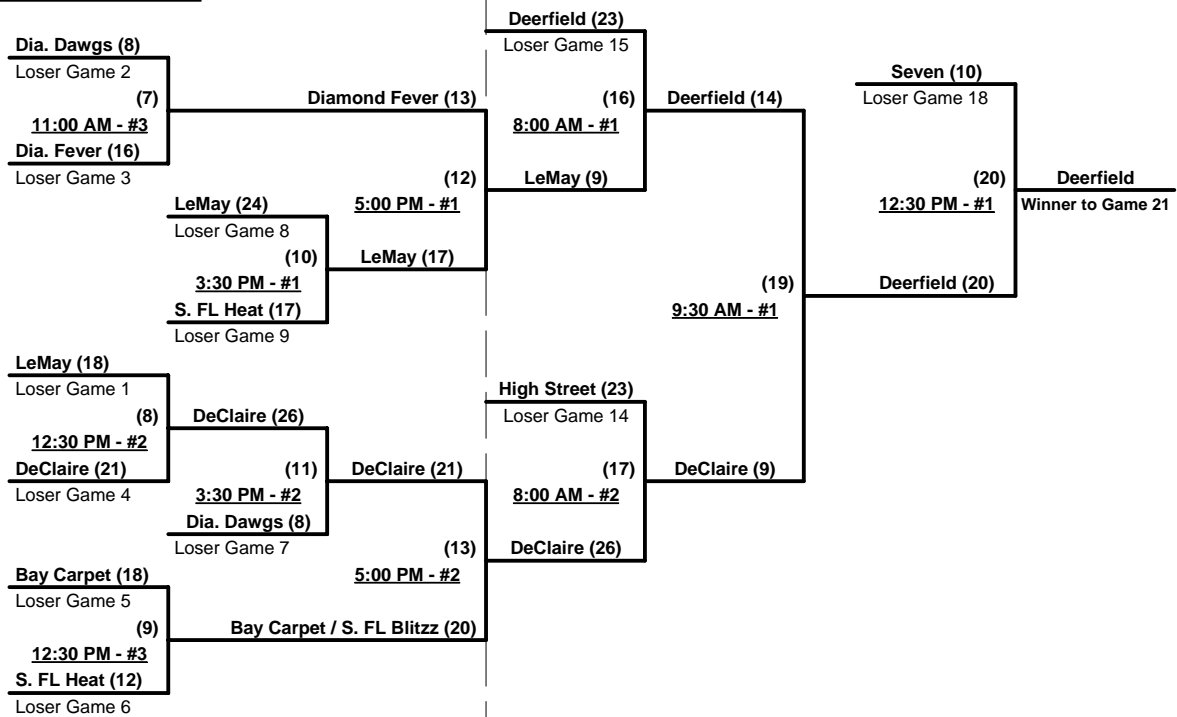 Deerfield (23)
Loser Game 15
Dia. Dawgs (8)
Loser Game 2
(7)
11:00 AM - #3
Dia. Fever (16)
Loser Game 3
Diamond Fever (13)
(16)
8:00 AM - #1
Deerfield (14)
Seven (10)
Loser Game 18
(12)
5:00 PM - #1
LeMay (9)
(20)
12:30 PM - #1
Deerfield
Winner to Game 21
LeMay (24)
Loser Game 8
(10)
3:30 PM - #1
LeMay (17)
S. FL Heat (17)
Loser Game 9
(19)
9:30 AM - #1
Deerfield (20)
LeMay (18)
Loser Game 1
(8)
12:30 PM - #2
DeClaire (21)
Loser Game 4
DeClaire (26)
High Street (23)
Loser Game 14
(11)
3:30 PM - #2
DeClaire (21)
(17)
8:00 AM - #2
DeClaire (9)
Dia. Dawgs (8)
Loser Game 7
(13)
5:00 PM - #2
DeClaire (26)
Bay Carpet (18)
Loser Game 5
(9)
12:30 PM - #3
Bay Carpet / S. FL Blitzz (20)
S. FL Heat (12)
Loser Game 6